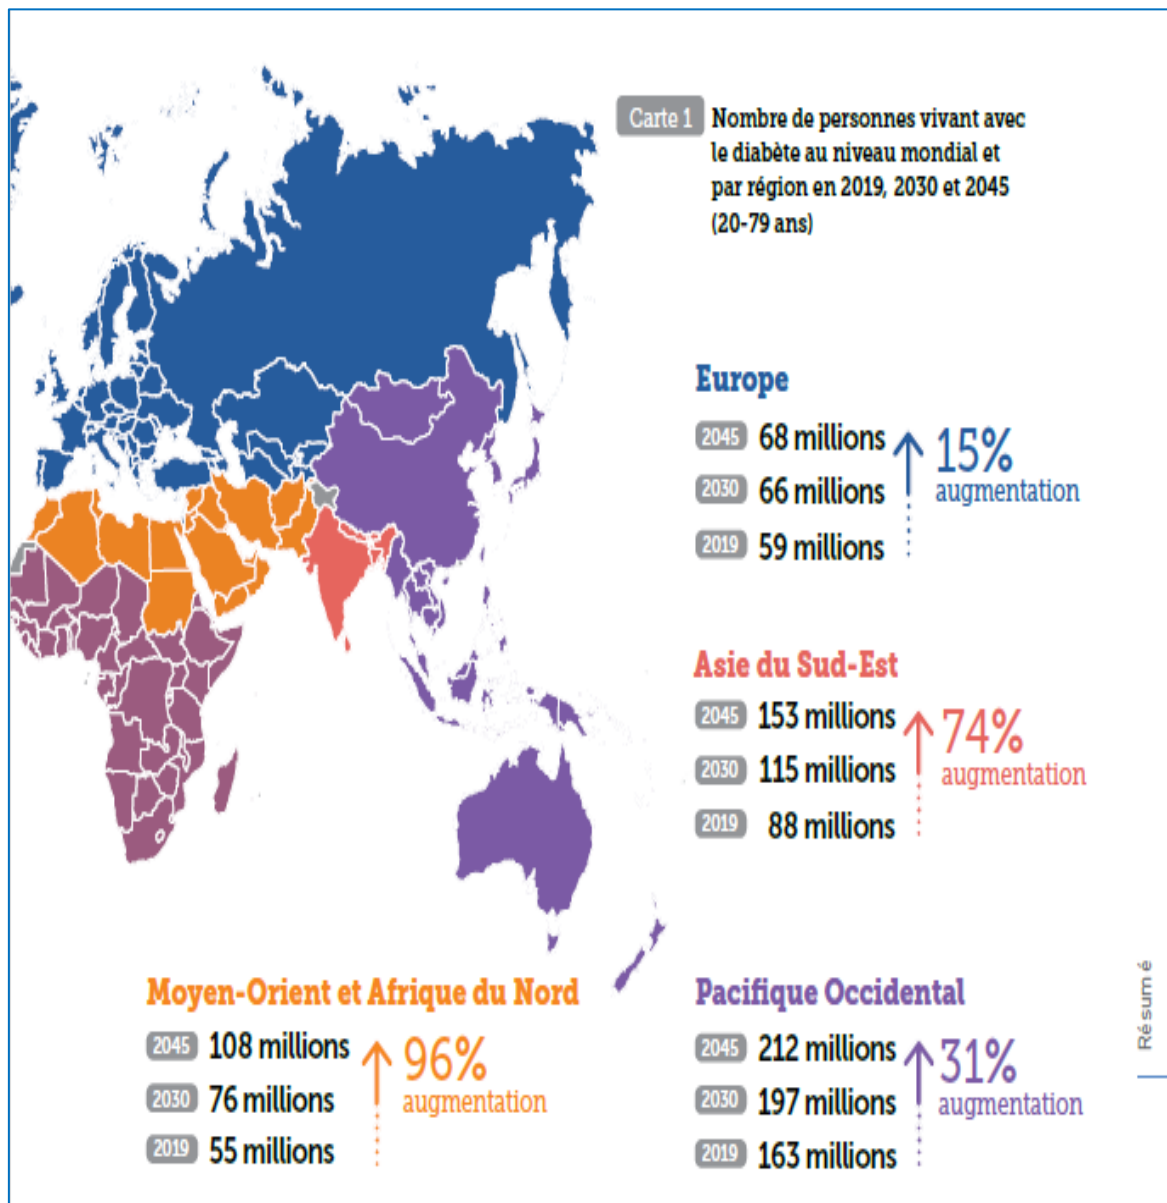 Carte 1
Nombre de personnes vivant avec
le diabète au niveau mondial et
par région en 2019, 2030 et 2045
(20-79 ans)
Europe
2045 68 millions
2030 66 millions
2019 59 millions
15%
augmentation
Asie du Sud-Est
2045 153 millions
2030 115 millions
2019 88 millions
74%
augmentation
Moyen-Orient et Afrique du Nord
2045 108 millions
2030 76 millions
2019 55 millions
96%
augmentation
Pacifique Occidental
2045 212 millions
2030 197 millions
2019 163 millions
31%
augmentation
Résumé